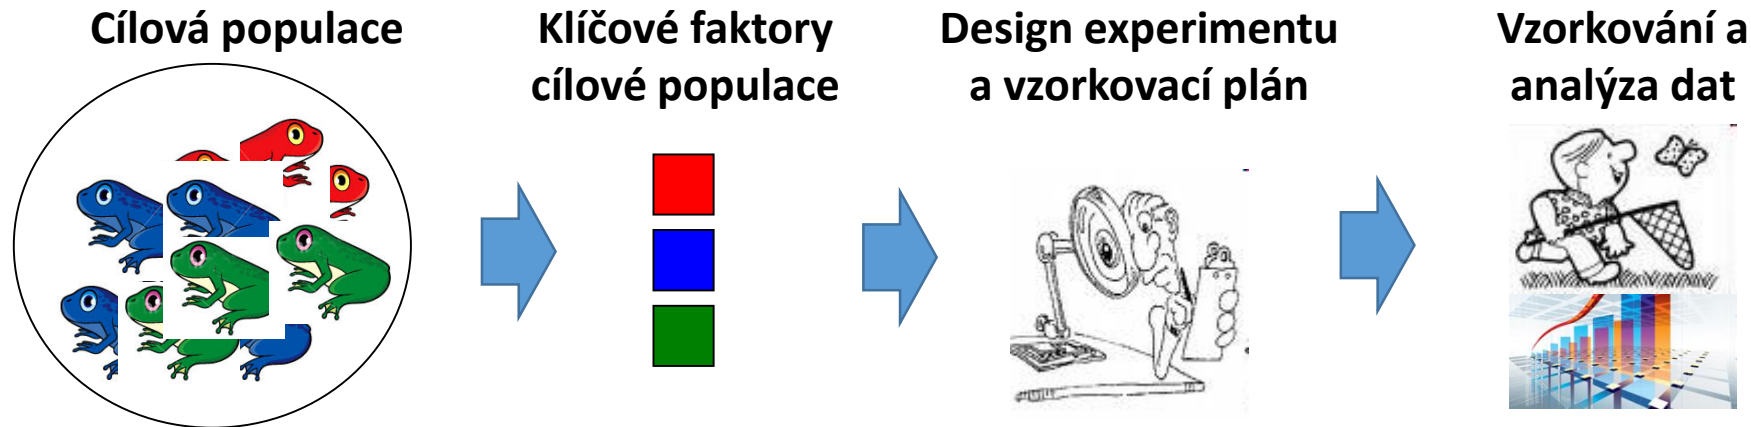 Cílová populace
Klíčové faktory
cílové populace
Design experimentu
a vzorkovací plán
Vzorkování a
analýza dat